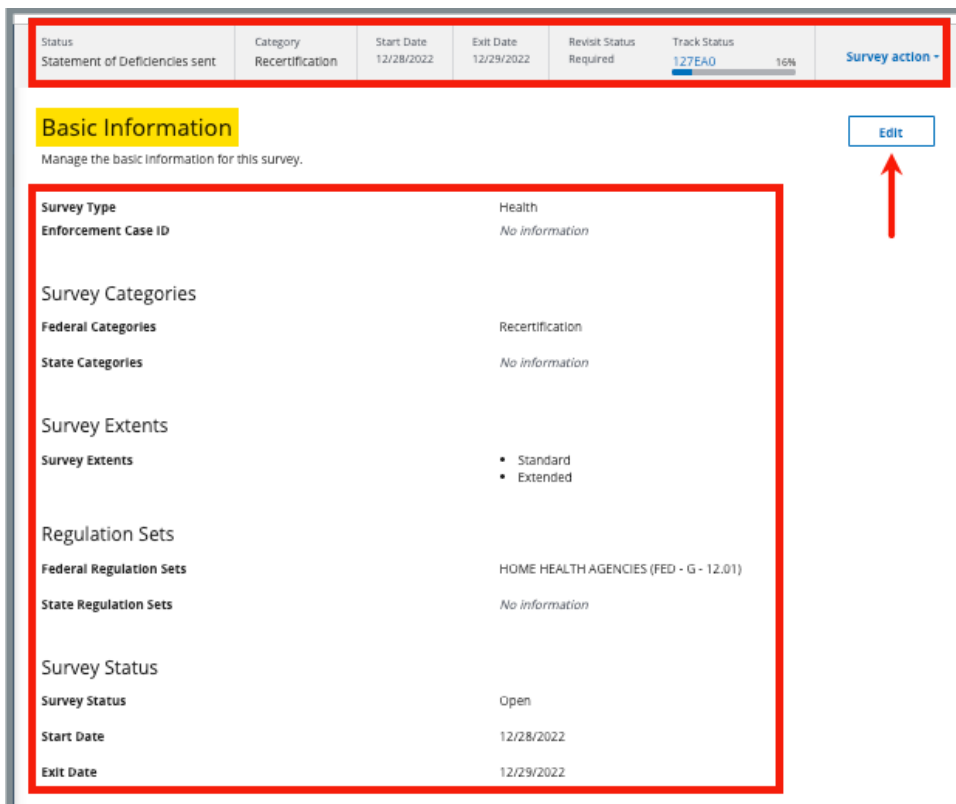 Status Category Start Date Exit Date Revisit Status Track Status
Statement of Deficiencies sent Recertification 12/28/2022 12/29/2022 Required 127EA0 16% Survey action
Basic Information
Edit
Manage the basic information for this survey.
Survey Type Health
Enforcement Case ID No information
Survey Categories
Federal Categories Recertification
State Categories No information
Survey Extents
Survey Extents • Standard
• Extended
Regulation Sets
Federal Regulation Sets HOME HEALTH AGENCIES (FED - G - 12.01)
State Regulation Sets No information
Survey Status
Survey Status Open
Start Date 12/28/2022
Exit Date 12/29/2022